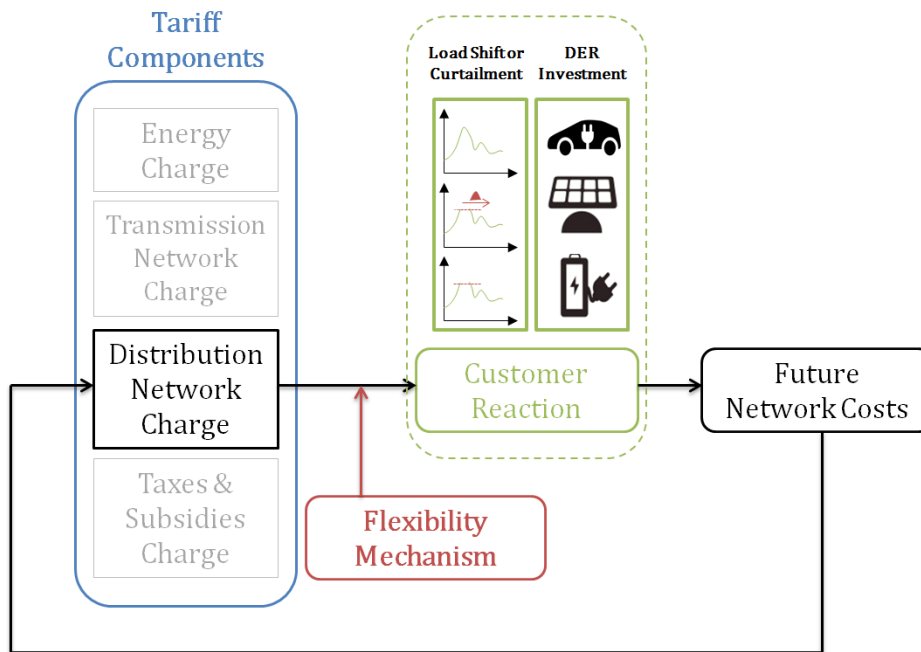 Tariff
Components
Energy
Charge
Transmission
Network
Charge
Distribution
Network
Charge
Taxes &
Subsidies
Charge
Load Shift or
Curtailment
DER
Investment
Customer
Reaction
Flexibility
Mechanism
Future
Network Costs